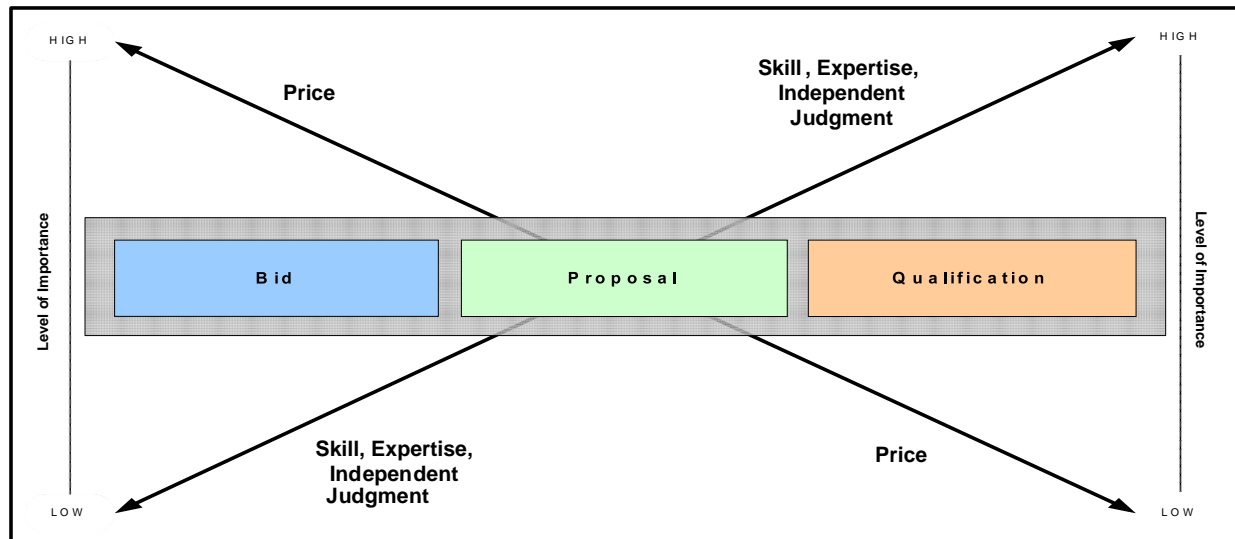 HIGH
HIGH
Price
Skill, Expertise,
Independent
Judgment
Level of Importance
Bid
Proposal
Qualification
Level of Importance
Skill, Expertise,
Independent
Judgment
Price
LOW
LOW